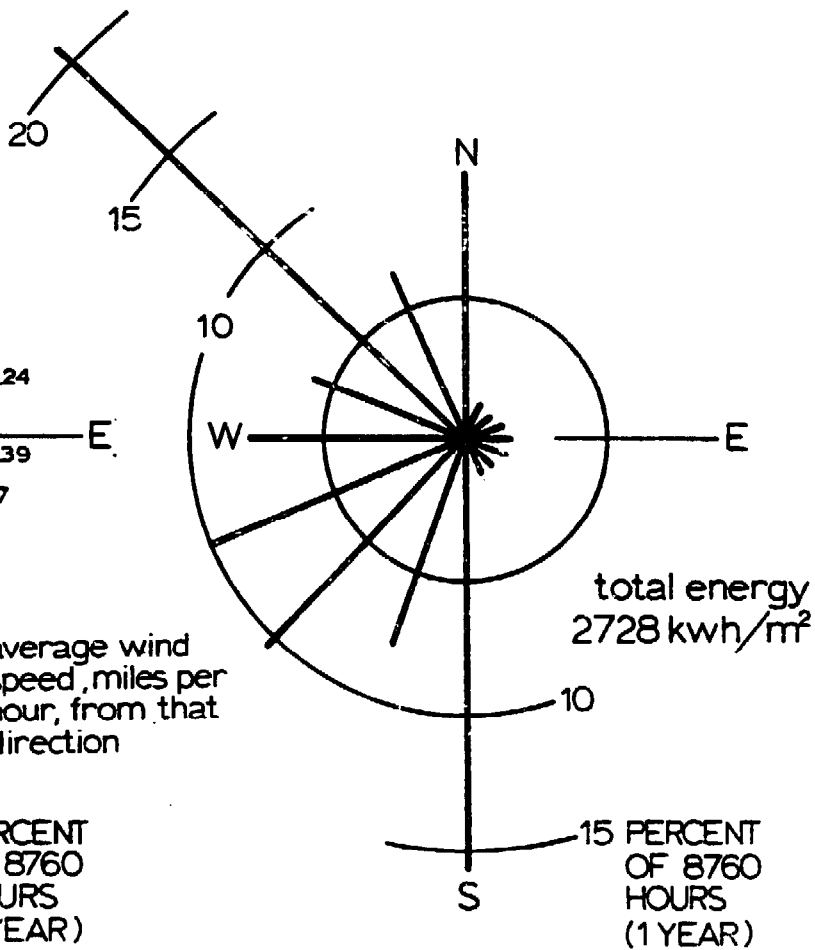 20
15
10
N
24
E
39
7
W
E
total energy
2728 kwh/m²
average wind
speed, miles per
hour, from that
direction
10
15 PERCENT
OF 8760
HOURS
(1 YEAR)
S
RCENT
8760
URS
YEAR)